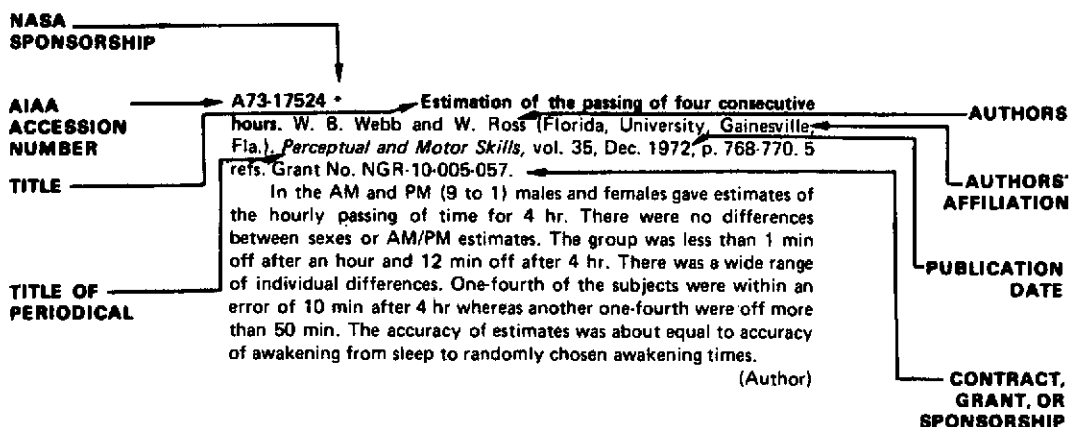 NASA
SPONSORSHIP
AIAA
ACCESSION
NUMBER
TITLE
TITLE OF
PERIODICAL
A73-17524 * Estimation of the passing of four consecutive
hours. W. B. Webb and W. Ross (Florida, University, Gainesville,
Fla.). Perceptual and Motor Skills, vol. 35, Dec. 1972, p. 768-770. 5
refs. Grant No. NGR-10-005-057.
In the AM and PM (9 to 1) males and females gave estimates of
the hourly passing of time for 4 hr. There were no differences
between sexes or AM/PM estimates. The group was less than 1 min
off after an hour and 12 min off after 4 hr. There was a wide range
of individual differences. One-fourth of the subjects were within an
error of 10 min after 4 hr whereas another one-fourth were off more
than 50 min. The accuracy of estimates was about equal to accuracy
of awakening from sleep to randomly chosen awakening times.
(Author)
AUTHORS
AUTHORS'
AFFILIATION
PUBLICATION
DATE
CONTRACT,
GRANT, OR
SPONSORSHIP